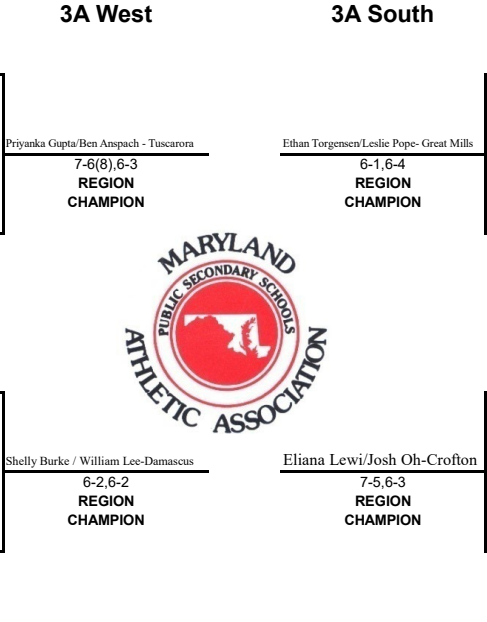 3A West
3A South
Priyanka Gupta/Ben Anspach - Tuscarora
7-6(8),6-3
REGION
CHAMPION
Ethan Torgensen/Leslie Pope- Great Mills
6-1,6-4
REGION
CHAMPION
MARYLAND
PUBLIC SECONDARY SCHOOLS
ATHLETIC ASSOCIATION
Shelly Burke / William Lee-Damascus
6-2,6-2
REGION
CHAMPION
Eliana Lewi/Josh Oh-Crofton
7-5,6-3
REGION
CHAMPION